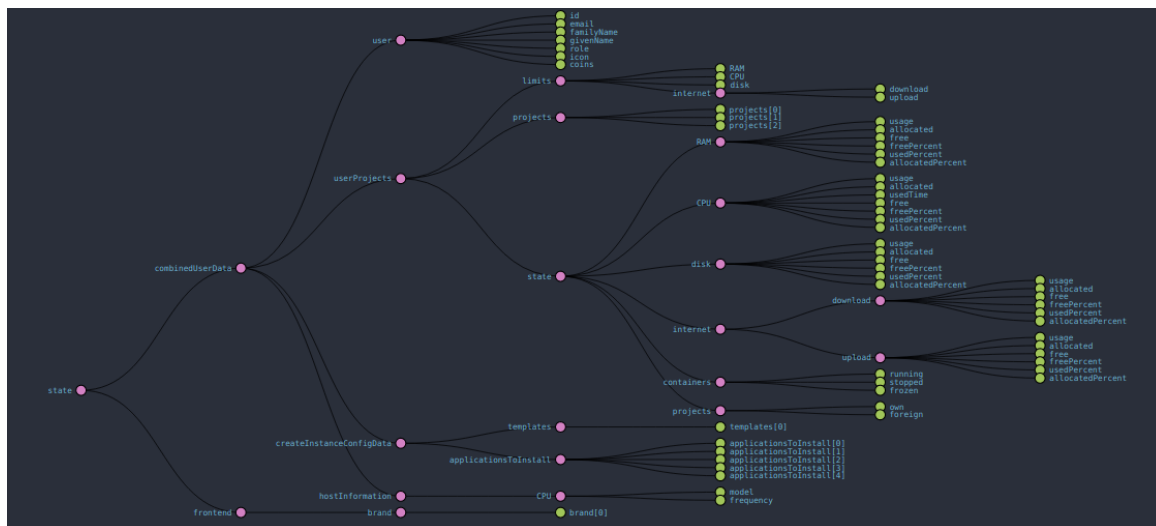 id
email
user
familyName
givenName
role
icon
coins
RAM
limits
CPU
disk
internet
download
upload
projects[0]
projects
projects[1]
projects[2]
usage
allocated
RAM
free
freePercent
usedPercent
allocatedPercent
userProjects
usage
allocated
usedTime
CPU
free
freePercent
usedPercent
allocatedPercent
usage
allocated
combinedUserData
disk
free
freePercent
state
usedPercent
allocatedPercent
usage
allocated
download
free
freePercent
usedPercent
allocatedPercent
internet
usage
allocated
upload
free
freePercent
usedPercent
allocatedPercent
running
containers
stopped
frozen
state
own
projects
foreign
templates
templates[0]
createInstanceConfigData
applicationsToInstall[0]
applicationsToInstall[1]
applicationsToInstall
applicationsToInstall[2]
applicationsToInstall[3]
applicationsToInstall[4]
hostInformation
CPU
model
frequency
frontend
brand
brand[0]